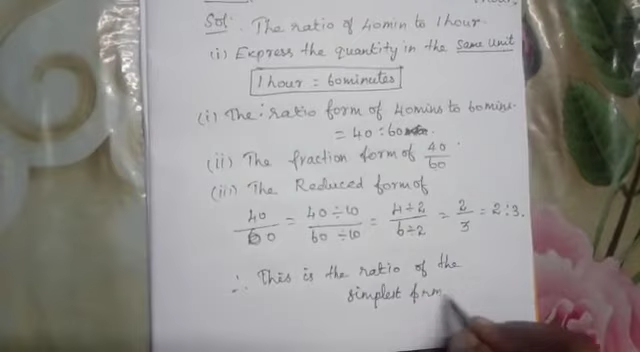 Sol: The ratio of 40min to 1hour.
(i) Express the quantity in the same unit
1 hour = 60minutes
(i) The ratio form of 40mins to 60mins.
= 40 : 60
(ii) The fraction form of 40/60.
(iii) The Reduced form of
40/60 = 40÷10/60÷10 = 4÷2/6÷2 = 2/3 = 2:3.
∴ This is the ratio of the
simplest form